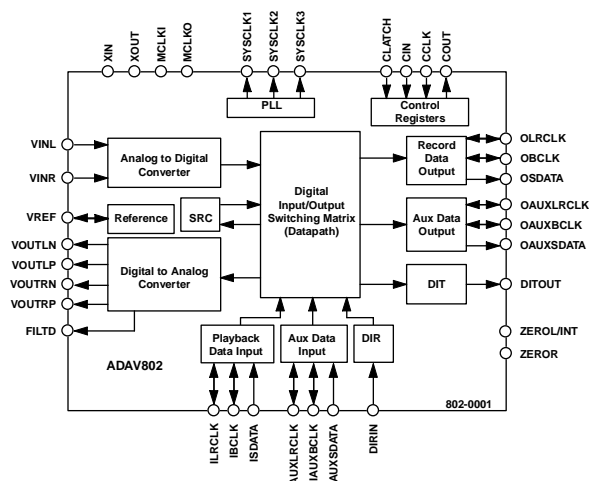 XIN
XOUT
MCLKI
MCLKO
SYSCLK1
SYSCLK2
SYSCLK3
CLATCH
CIN
CCLK
COUT
PLL
Control
Registers
VINL
VINR
VREF
VOUTLN
VOUTLP
VOUTRN
VOUTRP
FILTD
Analog to Digital
Converter
Reference
SRC
Digital to Analog
Converter
Digital
Input/Output
Switching Matrix
(Datapath)
Record
Data
Output
Aux Data
Output
DIT
OLRCLK
OBCLK
OSDATA
OAUXLRCLK
OAUXBCLK
OAUXSDATA
DITOUT
ZEROL/INT
ZEROR
Playback
Data Input
Aux Data
Input
DIR
ADAV802
802-0001
ILRCLK
IBCLK
ISDATA
AUXLRCLK
IAUXBCLK
AUXSDATA
DIRIN